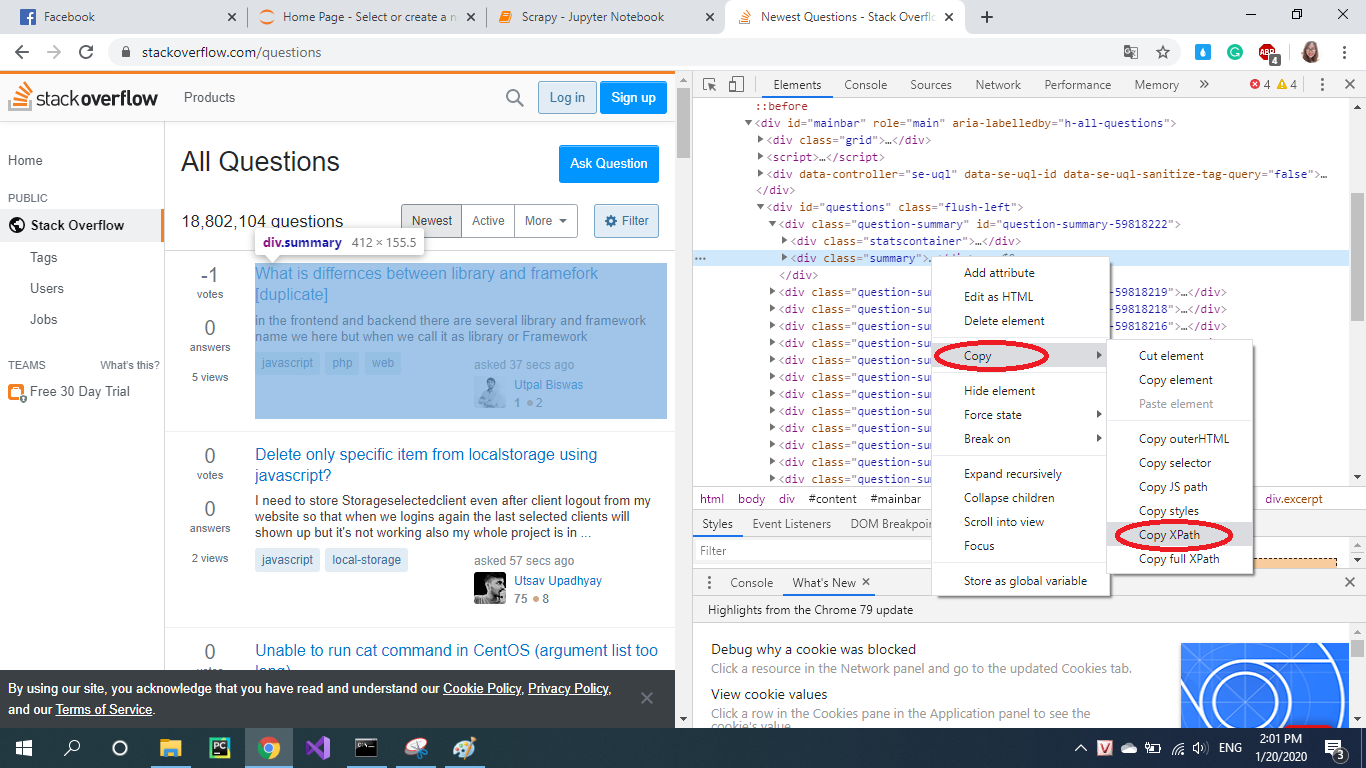 Facebook
Home Page - Select or create a n
Scrapy - Jupyter Notebook
Newest Questions - Stack Overfl
stackoverflow.com/questions
ABP
4
stackoverflow
Products
Log in
Sign up
Home
PUBLIC
Stack Overflow
Tags
Users
Jobs
TEAMS
What's this?
Free 30 Day Trial
All Questions
Ask Question
18,802,104 questions
Newest
Active
More
Filter
div.summary 412 × 155.5
-1
votes
0
answers
5 views
What is differnces between library and framefork
[duplicate]
in the frontend and backend there are several library and framework
name we here but when we call it as library or Framework
javascript
php
web
asked 37 secs ago
Utpal Biswas
1 2
0
votes
0
answers
2 views
Delete only specific item from localstorage using
javascript?
I need to store Storageselectedclient even after client logout from my
website so that when we logins again the last selected clients will
shown up but it's not working also my whole project is in ...
javascript
local-storage
asked 57 secs ago
Utsav Upadhyay
75 8
0
Unable to run cat command in CentOS (argument list too
By using our site, you acknowledge that you have read and understand our Cookie Policy, Privacy Policy,
and our Terms of Service.
Elements
Console
Sources
Network
Performance
Memory
»
4
4
::before
<div id="mainbar" role="main" aria-labelledby="h-all-questions">
<div class="grid">…</div>
<script>…</script>
<div data-controller="se-uql" data-se-uql-id data-se-uql-sanitize-tag-query="false">…
</div>
<div id="questions" class="flush-left">
<div class="question-summary" id="question-summary-59818222">
<div class="statscontainer">…</div>
<div class="summary">
</div>
<div class="question-su mmary-59818219">…</div>
<div class="question-su mmary-59818218">…</div>
<div class="question-su mmary-59818216">…</div>
<div class="question-su
<div class="question-su
<div class="question-su
<div class="question-su
<div class="question-su
<div class="question-su
<div class="question-su
<div class="question-su
<div class="question-su
Add attribute
Edit as HTML
Delete element
Copy
Hide element
Force state
Break on
Expand recursively
Collapse children
Scroll into view
Focus
Store as global variable
Cut element
Copy element
Paste element
Copy outerHTML
Copy selector
Copy JS path
Copy styles
Copy XPath
Copy full XPath
html body div #content #mainbar div.excerpt
Styles
Event Listeners
DOM Breakpoin
Filter
Console
What's New
Highlights from the Chrome 79 update
Debug why a cookie was blocked
Click a resource in the Network panel and go to the updated Cookies tab.
View cookie values
Click a row in the Cookies pane in the Application panel to see the
cookie's value.
ENG
2:01 PM
1/20/2020
3